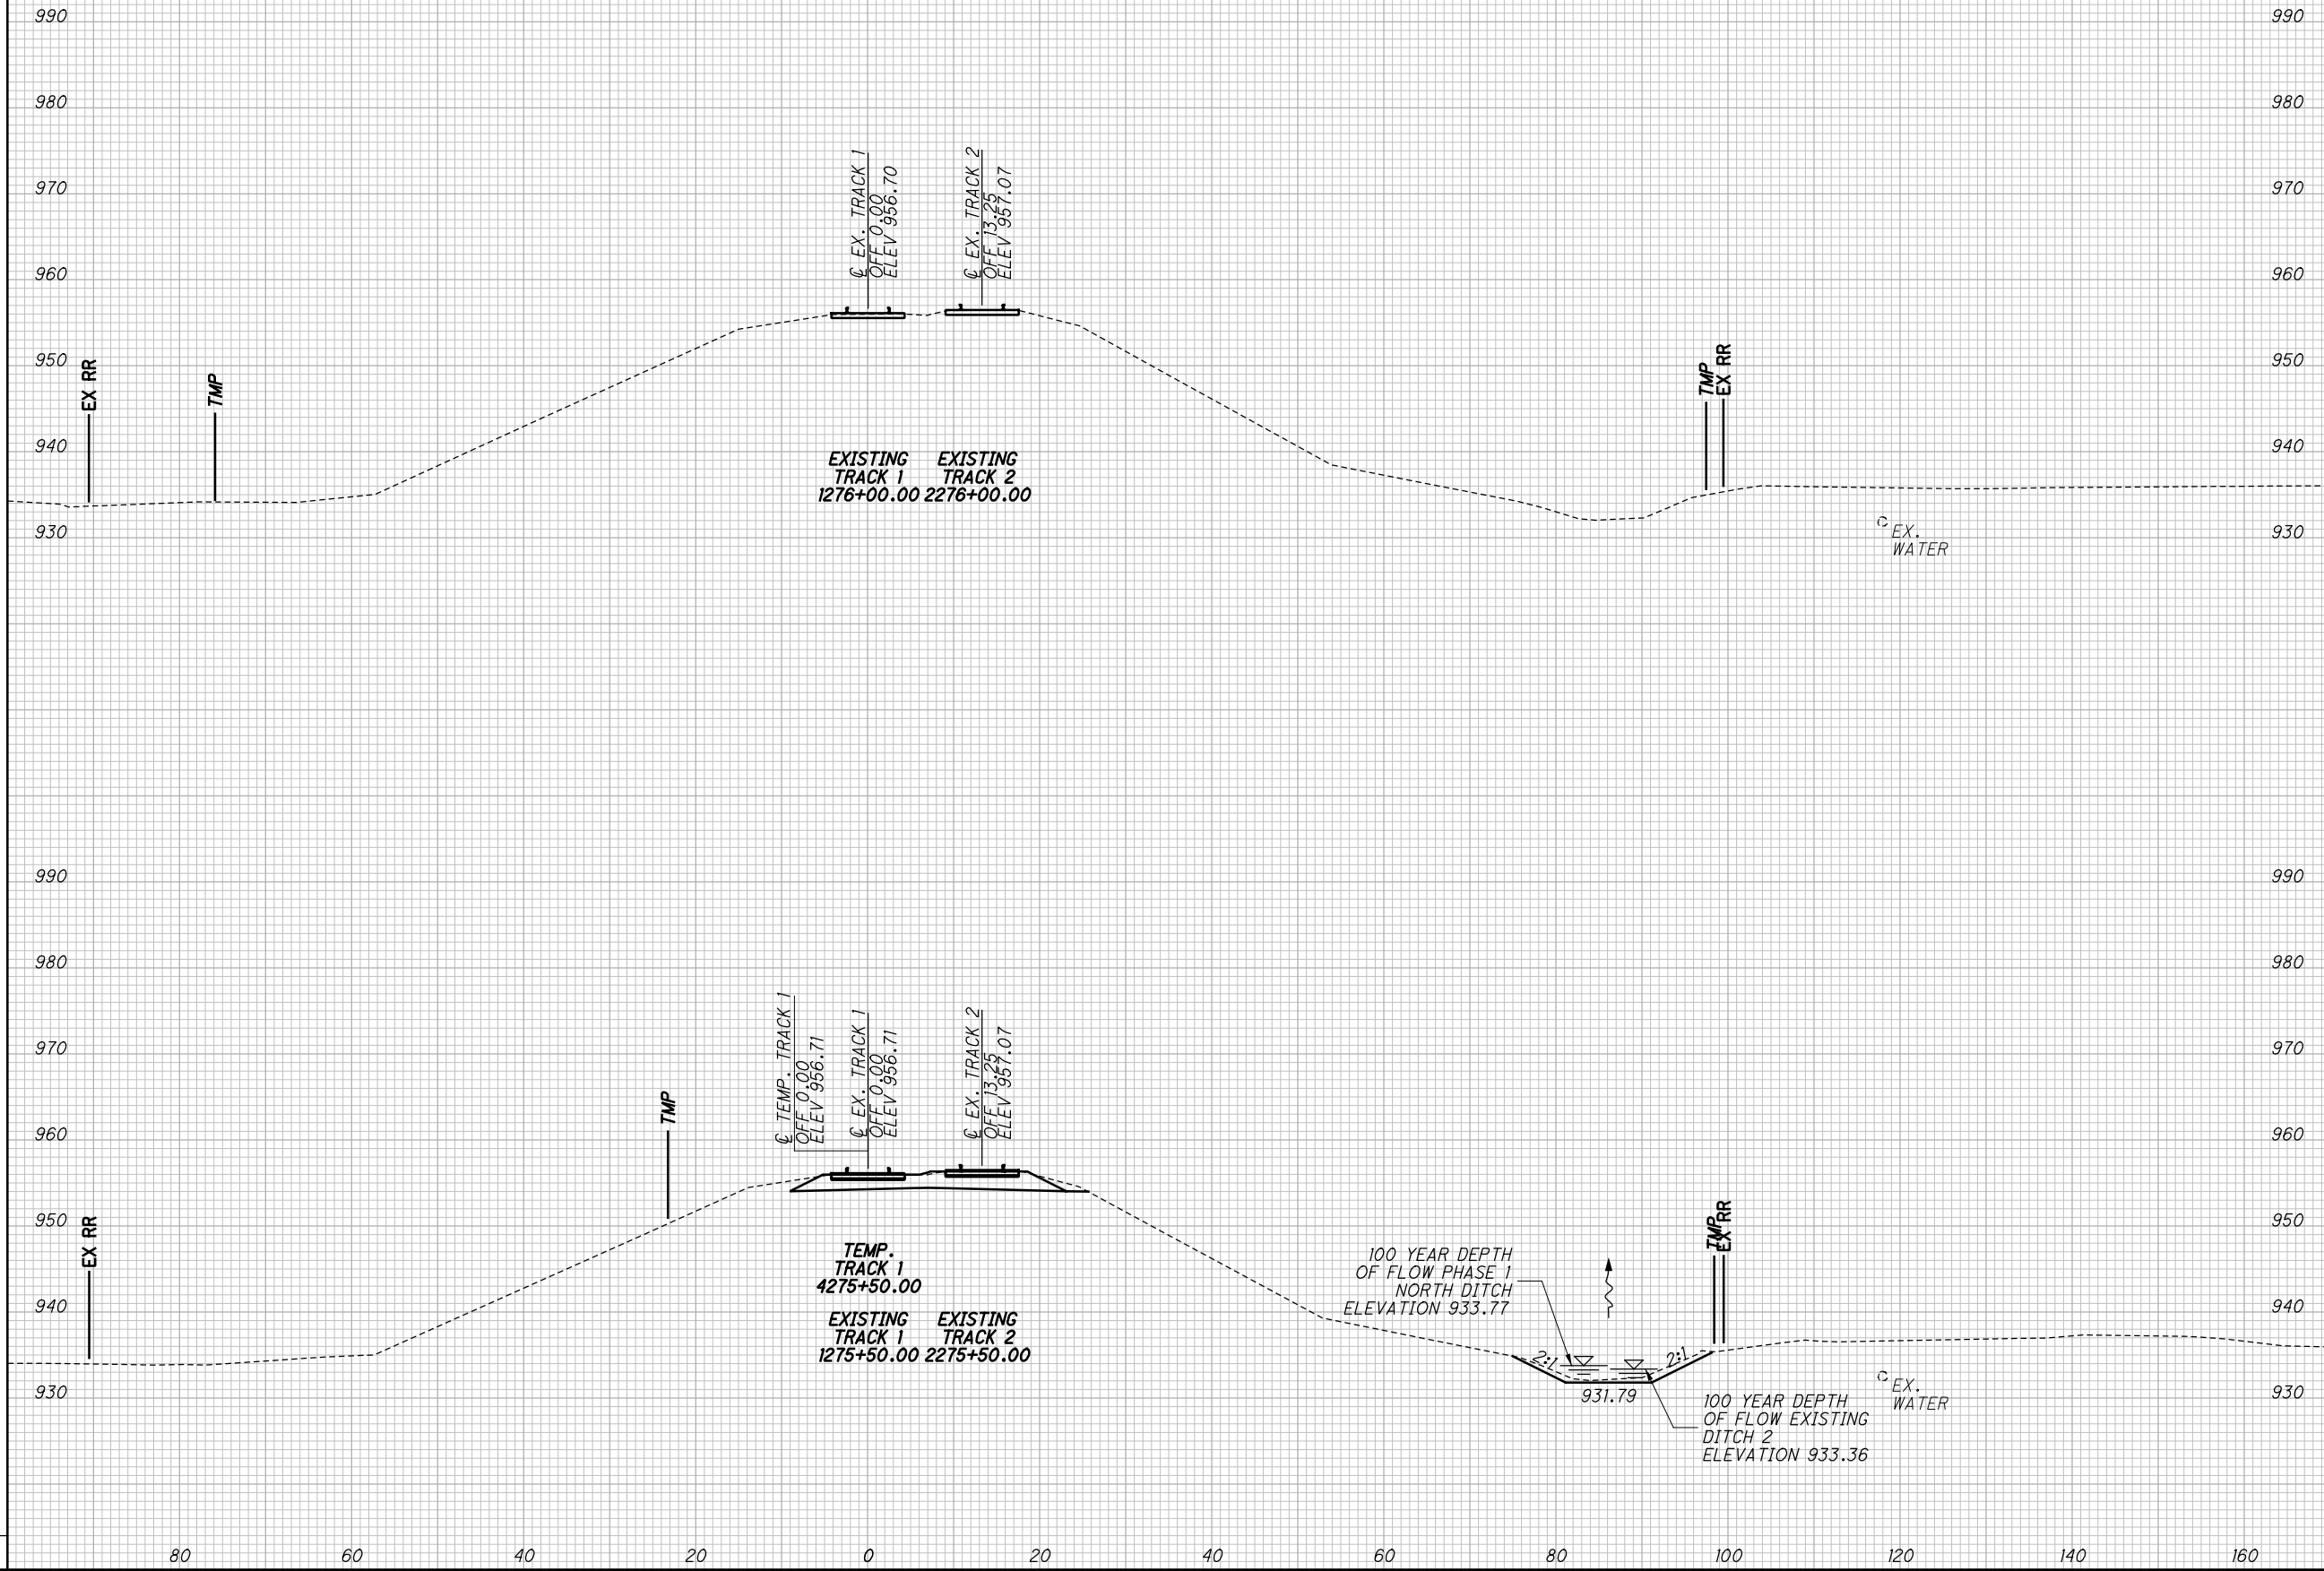 990 990
980 980
970 970
960 960
950 950
940 940
930 930
℄ EX. TRACK 1
OFF 0.00
ELEV 956.70
℄ EX. TRACK 2
OFF 13.25
ELEV 957.07
EX RR
TMP
TMP
EX RR
EXISTING
TRACK 1
1276+00.00
EXISTING
TRACK 2
2276+00.00
EX.
WATER
990 990
980 980
970 970
960 960
950 950
940 940
930 930
℄ TEMP. TRACK 1
OFF 0.00
ELEV 956.71
℄ EX. TRACK 1
OFF 0.00
ELEV 956.71
℄ EX. TRACK 2
OFF 13.25
ELEV 957.07
EX RR
TMP
TMP
EX RR
TEMP.
TRACK 1
4275+50.00
EXISTING
TRACK 1
1275+50.00
EXISTING
TRACK 2
2275+50.00
100 YEAR DEPTH
OF FLOW PHASE 1
NORTH DITCH
ELEVATION 933.77
2:1
2:1
931.79
100 YEAR DEPTH
OF FLOW EXISTING
DITCH 2
ELEVATION 933.36
EX.
WATER
80 60 40 20 0 20 40 60 80 100 120 140 160